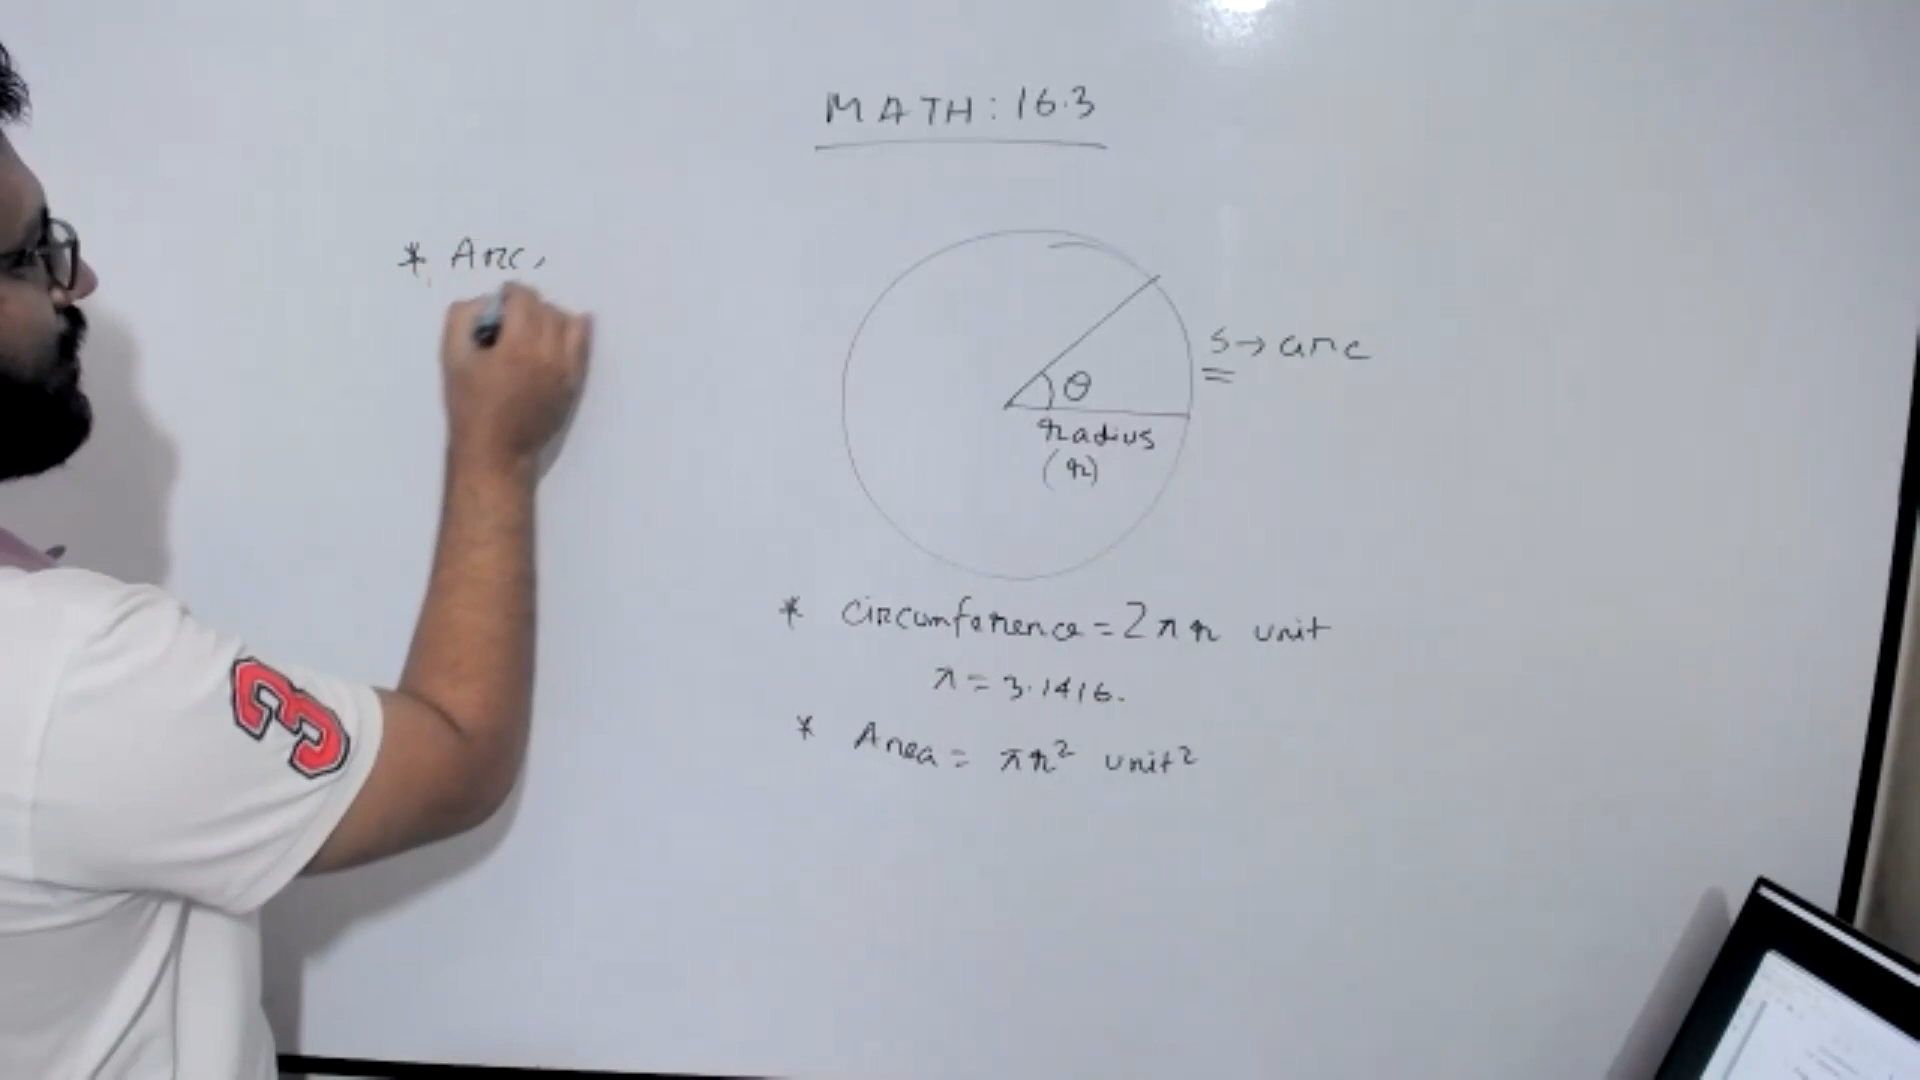 MATH: 16.3
* Arc,
S → arc
=
θ
radius
(r)
* circumference = 2πr unit
π = 3.1416.
* Area = πr² unit²
3